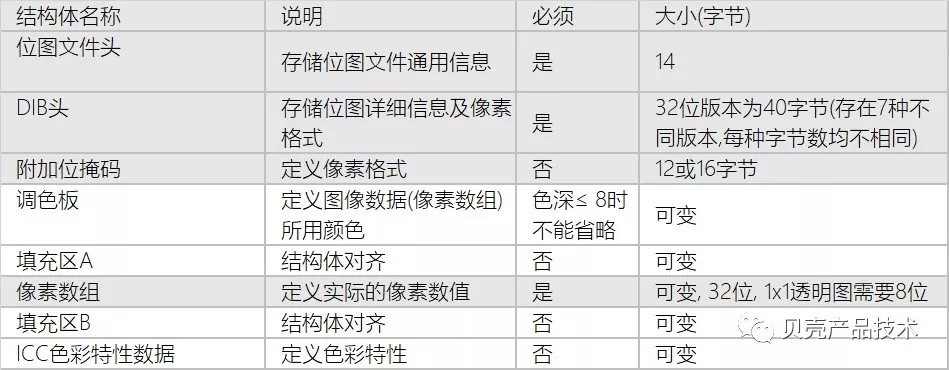 结构体名称 说明 必须 大小(字节)
位图文件头 存储位图文件通用信息 是 14
DIB头 存储位图详细信息及像素格式 是 32位版本为40字节(存在7种不同版本,每种字节数均不相同)
附加位掩码 定义像素格式 否 12或16字节
调色板 定义图像数据(像素数组)所用颜色 色深≤ 8时不能省略 可变
填充区A 结构体对齐 否 可变
像素数组 定义实际的像素数值 是 可变, 32位, 1x1透明图需要8位
填充区B 结构体对齐 否 可变
ICC色彩特性数据 定义色彩特性 否 可变
贝壳产品技术